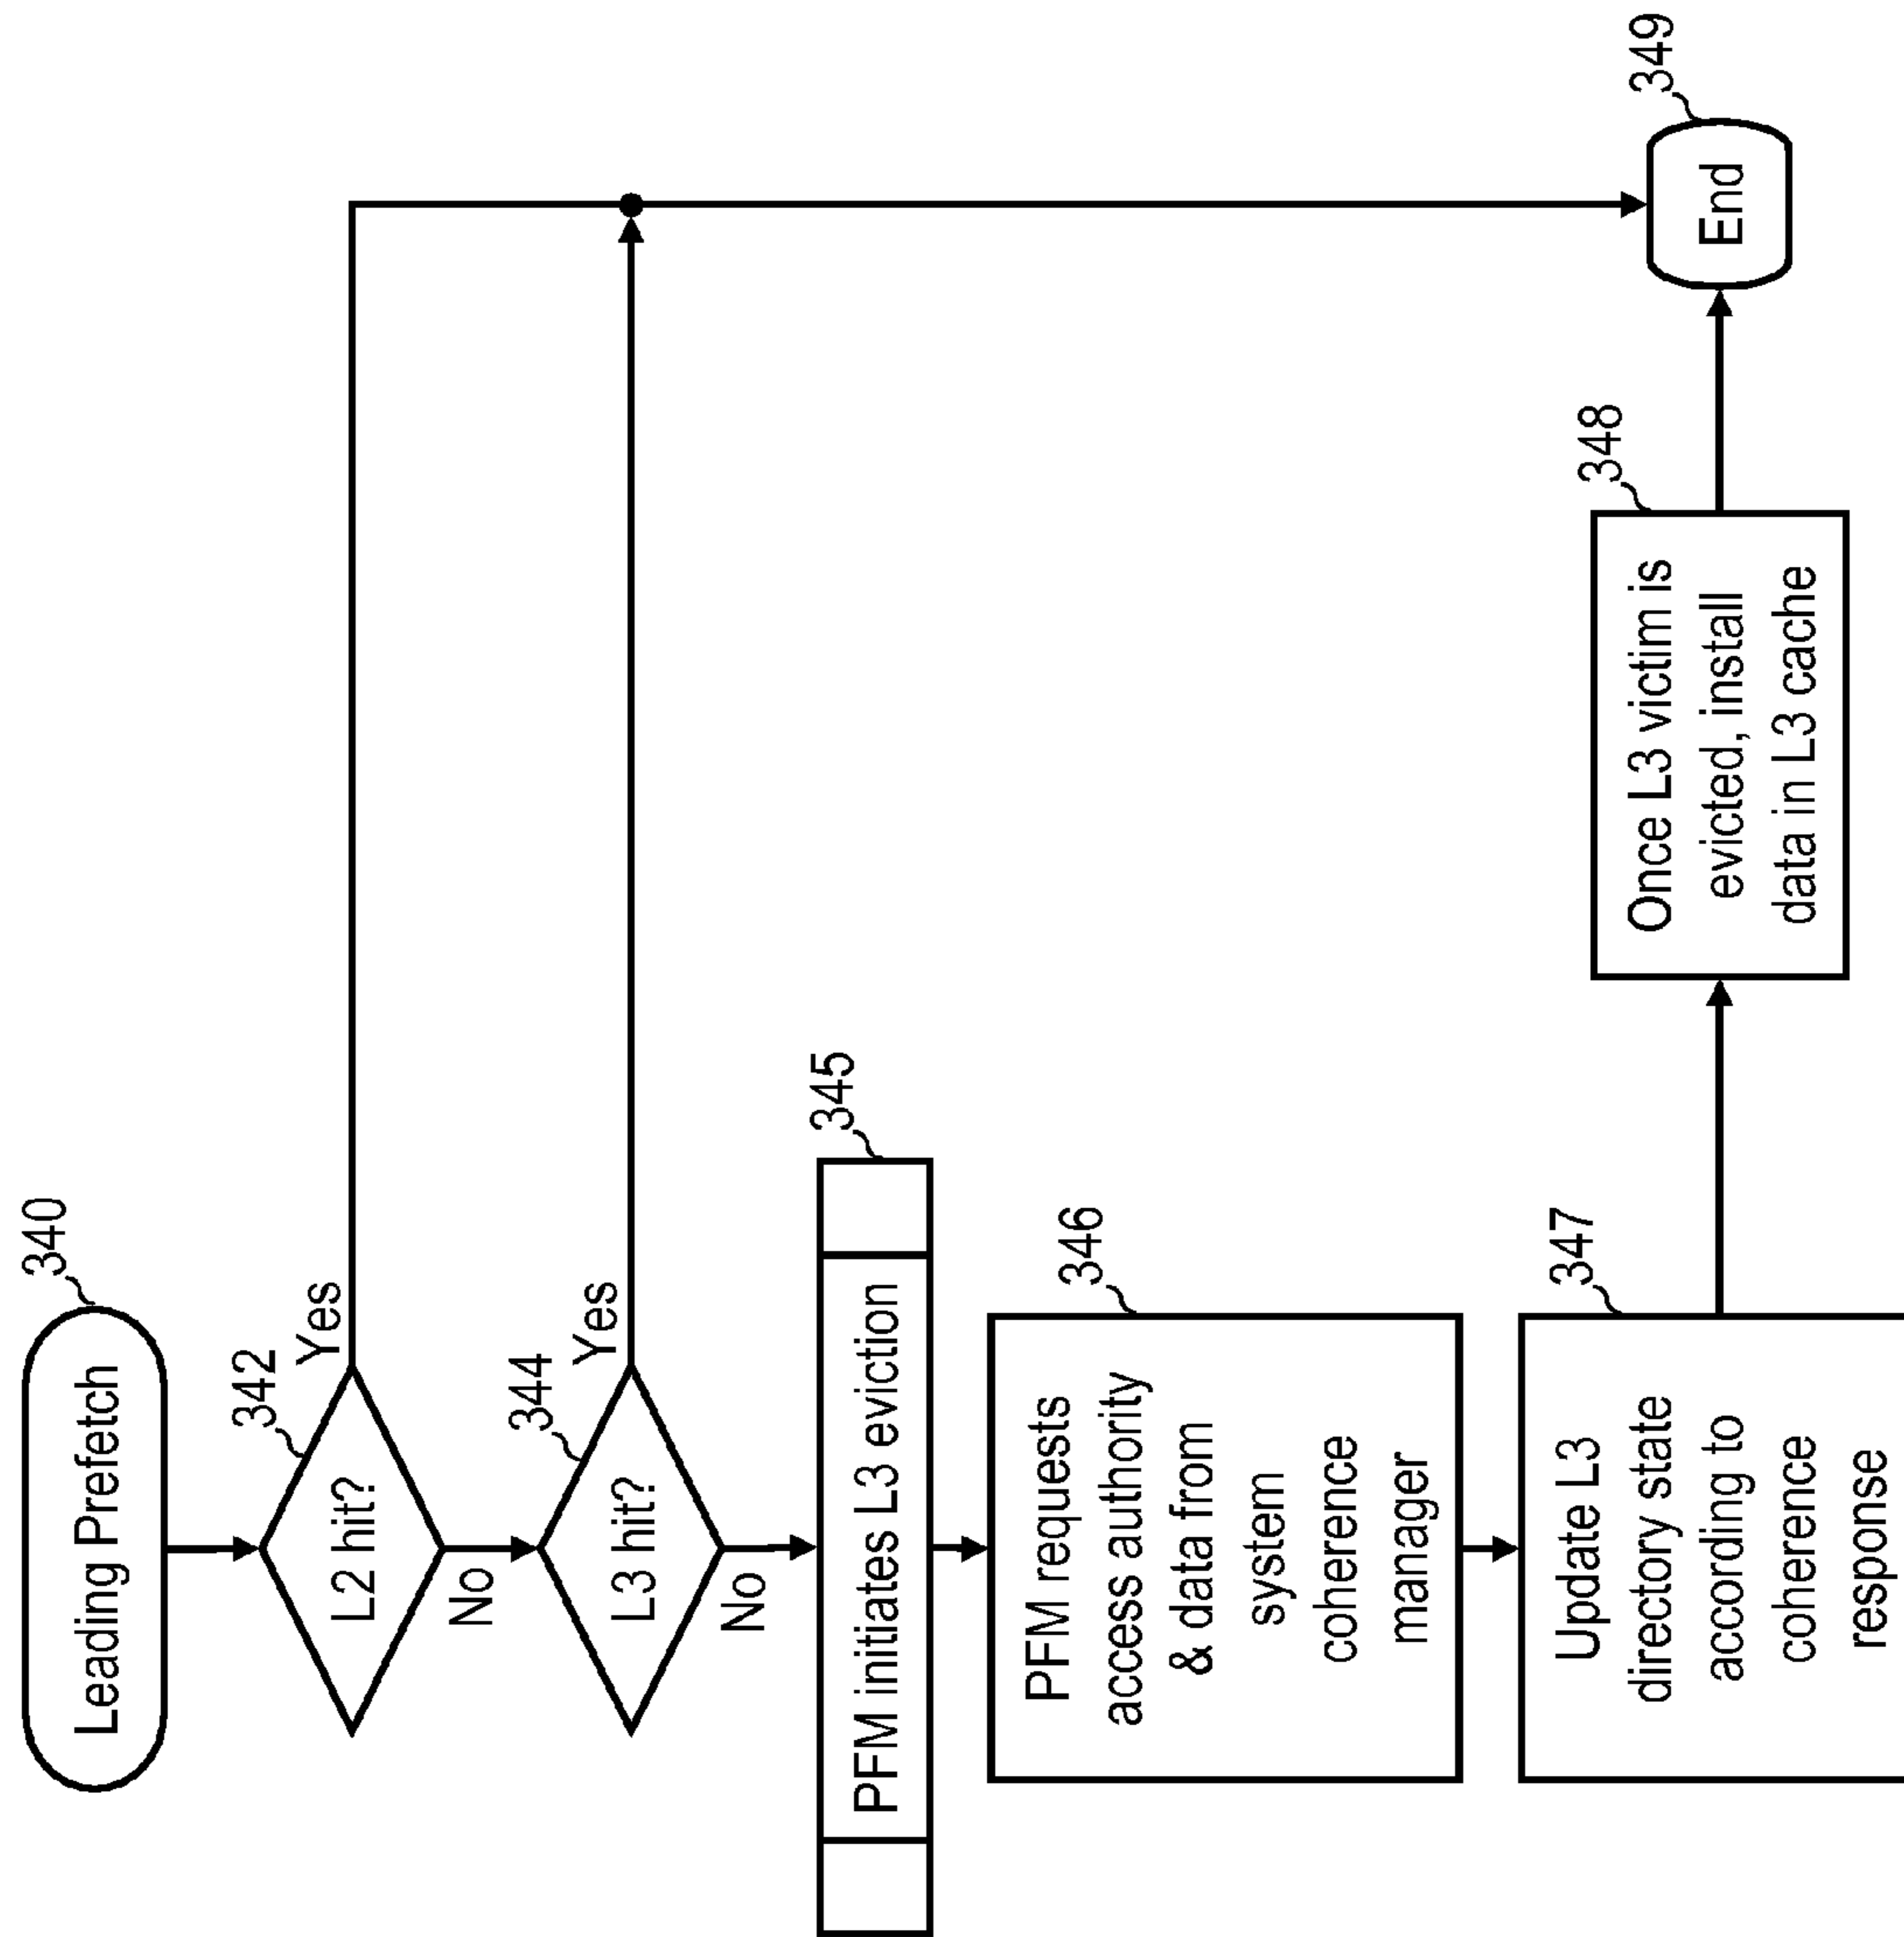 340
Leading Prefetch
342
L2 hit?
Yes
No
344
L3 hit?
Yes
No
345
PFM initiates L3 eviction
346
PFM requests
access authority
& data from
system
coherence
manager
347
Update L3
directory state
according to
coherence
response
348
Once L3 victim is
evicted, install
data in L3 cache
349
End